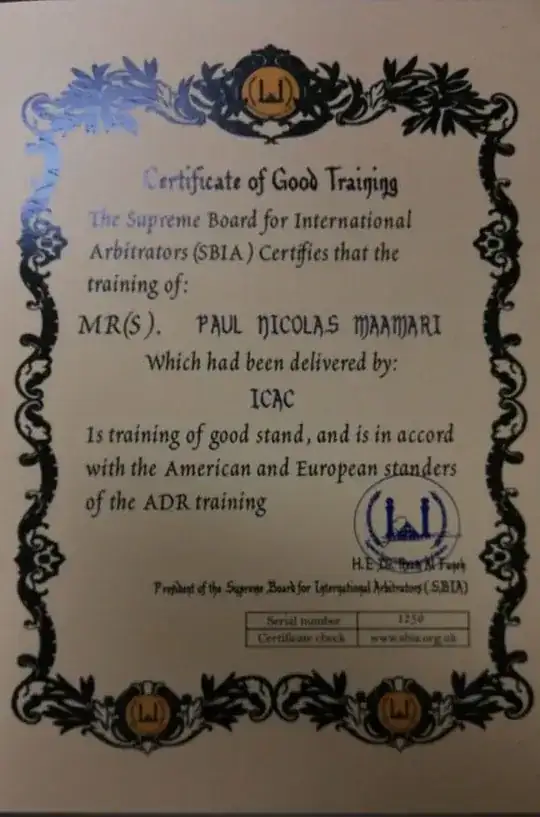 Certificate of Good Training
The Supreme Board for International
Arbitrators (SBIA) Certifies that the
training of:
MR(S). PAUL NICOLAS MAAMARI
Which had been delivered by:
ICAC
Is training of good stand, and is in accord
with the American and European standers
of the ADR training
H.E. Dr. Al
President of the Supreme Board for International Arbitrators (SBIA)
Serial number 1250
Certificate check www.sbia.org.uk